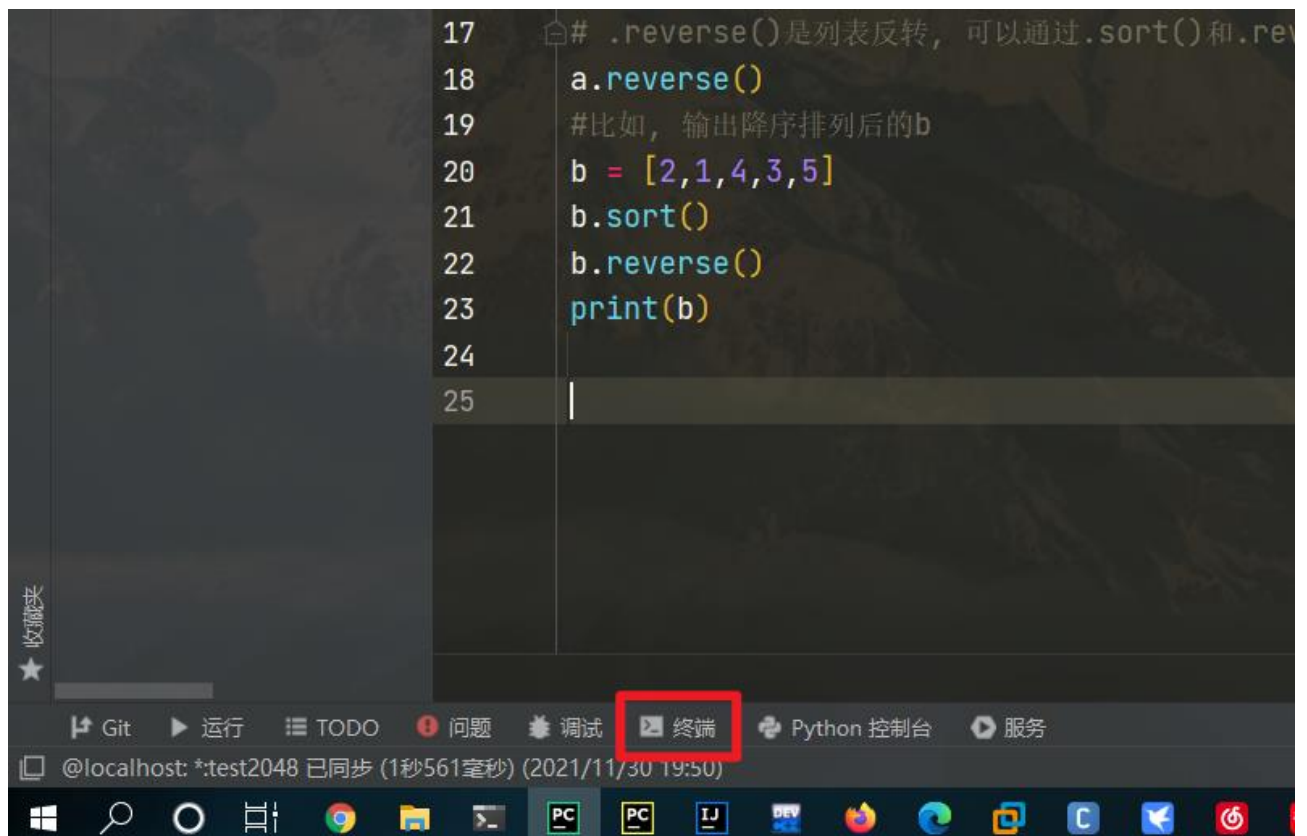 17 # .reverse()是列表反转, 可以通过.sort()和.rev
18 a.reverse()
19 #比如, 输出降序排列后的b
20 b = [2,1,4,3,5]
21 b.sort()
22 b.reverse()
23 print(b)
24
25
收藏夹
Git 运行 TODO 问题 调试 终端 Python 控制台 服务
@localhost: *:test2048 已同步 (1秒561毫秒) (2021/11/30 19:50)
PC PC IJ DEV C